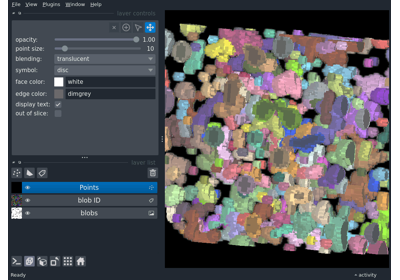 File View Plugins Window Help
layer controls
opacity: 1.00
point size: 10
blending: translucent
symbol: disc
face color: white
edge color: dimgrey
display text:
out of slice:
layer list
Points
blob ID
blobs
Ready activity